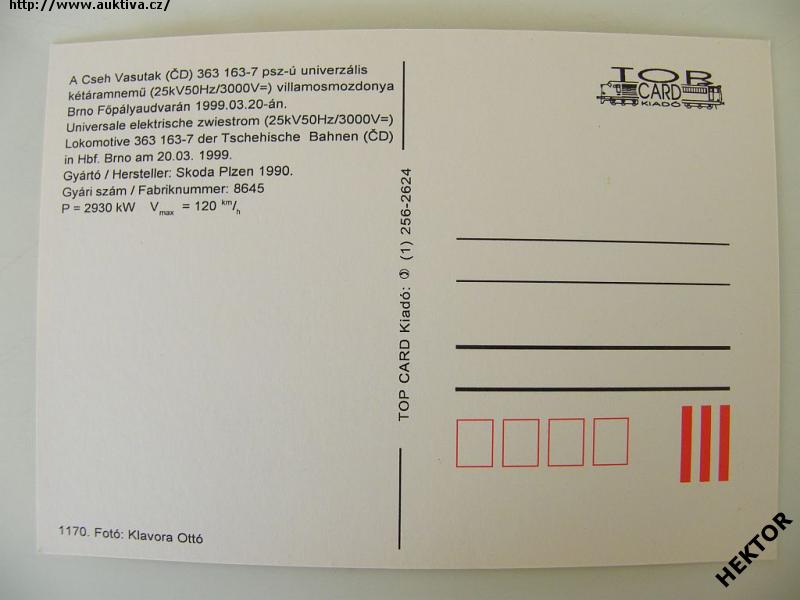 http://www.auktiva.cz/
A Cseh Vasutak (ČD) 363 163-7 psz-ú univerzális
kétáramnemű (25kV50Hz/3000V=) villamosmozdonya
Brno Főpályaudvarán 1999.03.20-án.
Universale elektrische zwiestrom (25kV50Hz/3000V=)
Lokomotive 363 163-7 der Tschehische Bahnen (ČD)
in Hbf. Brno am 20.03. 1999.
Gyártó / Hersteller: Skoda Plzen 1990.
Gyári szám / Fabriknummer: 8645
P = 2930 kW Vmax = 120 km/h
1170. Fotó: Klavora Ottó
TOP CARD Kiadó: ✆ (1) 256-2624
TOP
CARD
KIADÓ
HEKTOR